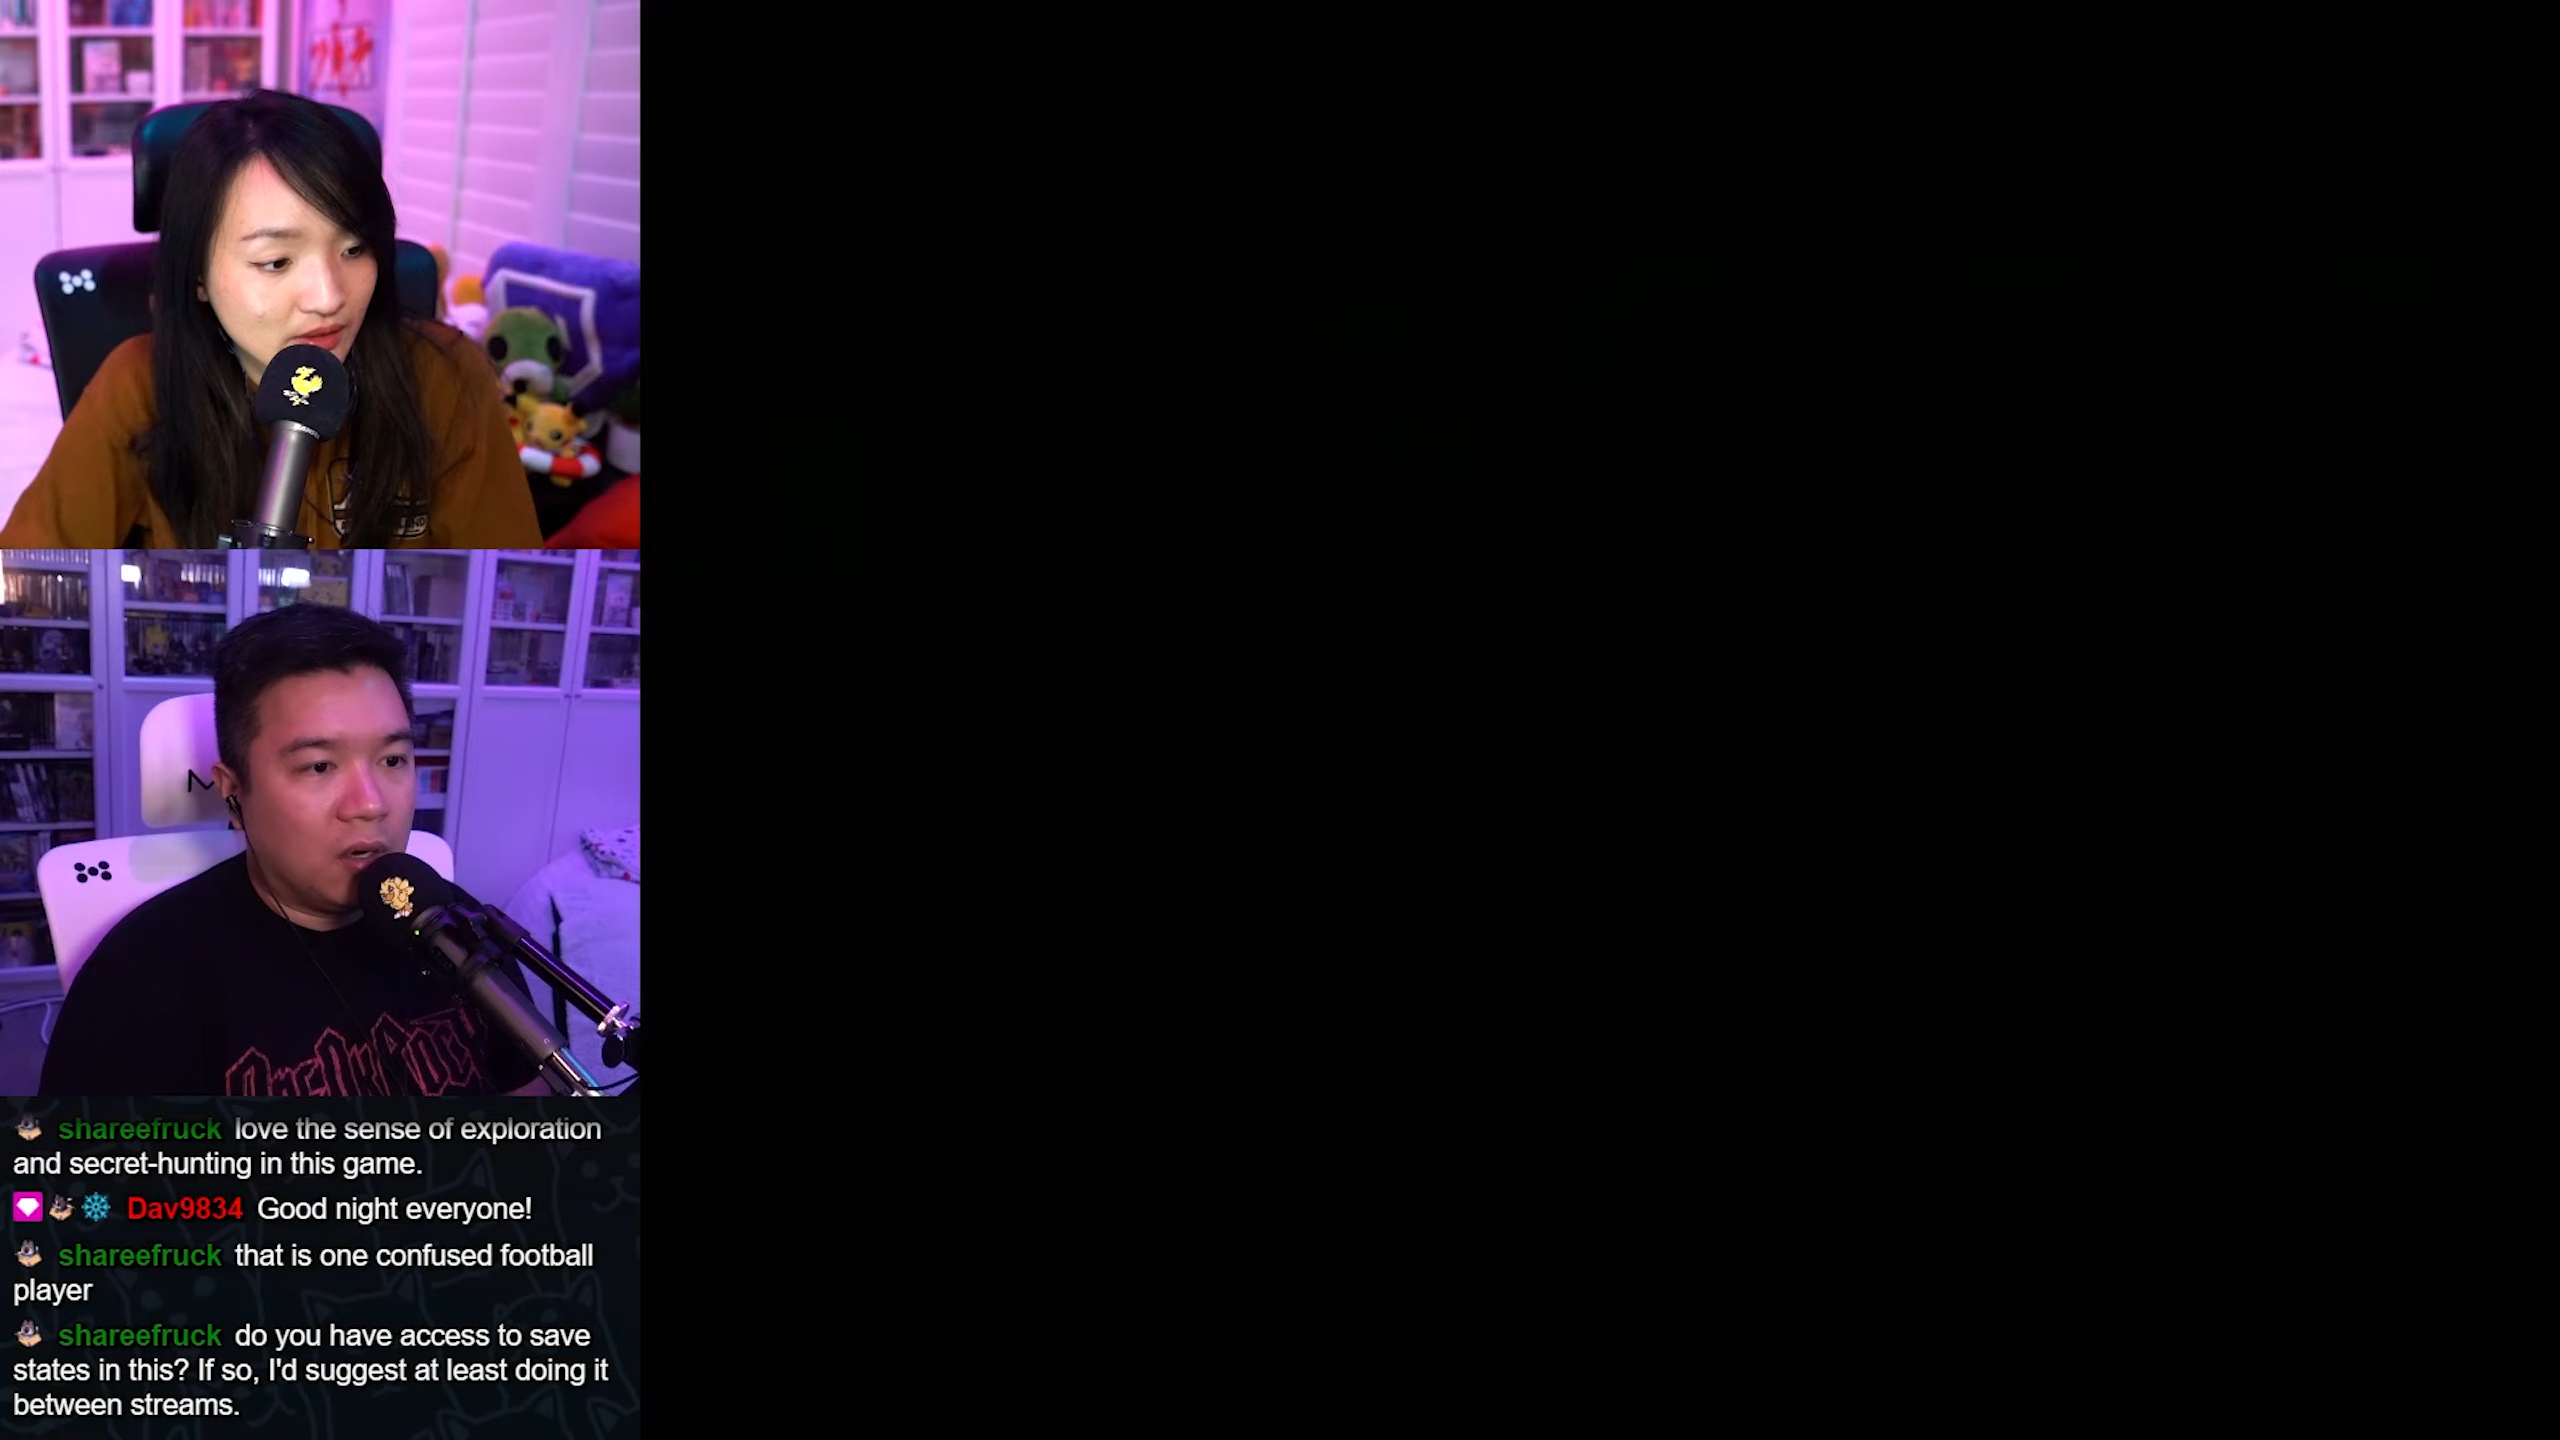 OneOkRock
shareefruck love the sense of exploration
and secret-hunting in this game.
Dav9834 Good night everyone!
shareefruck that is one confused football
player
shareefruck do you have access to save
states in this? If so, I'd suggest at least doing it
between streams.